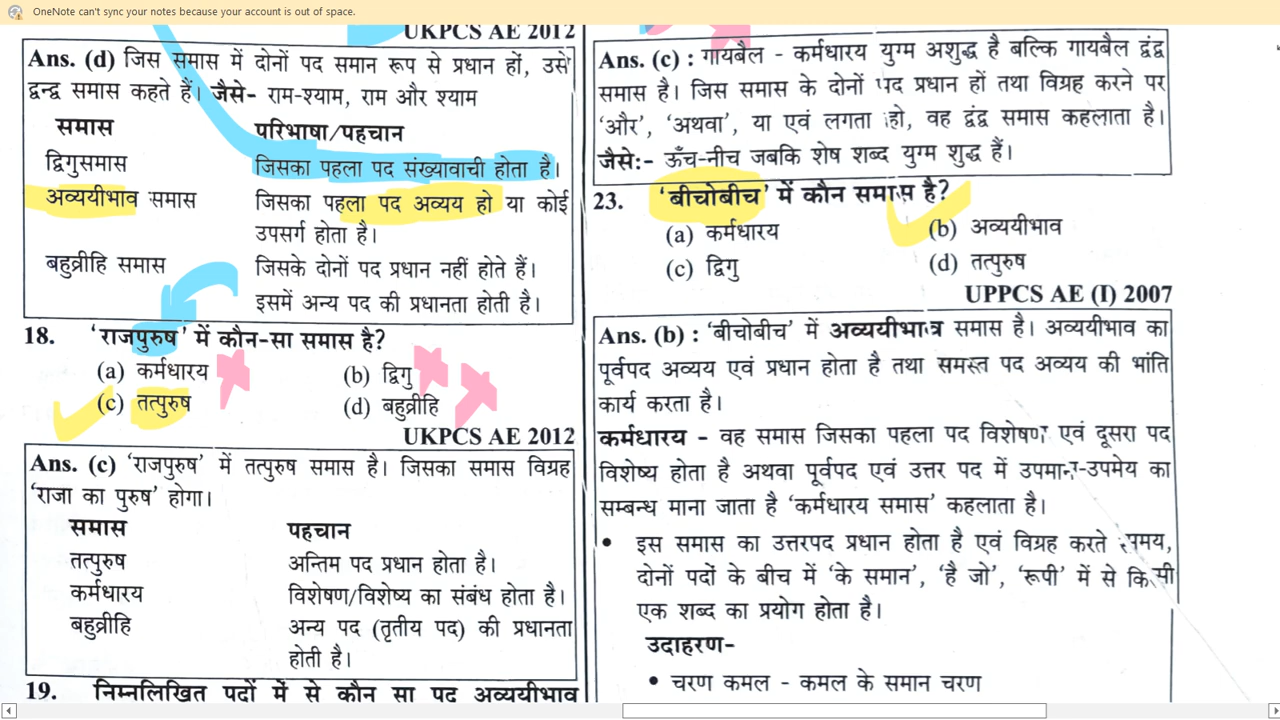 OneNote can't sync your notes because your account is out of space.
UKPCS AE 2012
Ans. (d) जिस समास में दोनों पद समान रूप से प्रधान हों, उसे
द्वन्द्व समास कहते हैं। जैसे- राम-श्याम, राम और श्याम
समास परिभाषा/पहचान
द्विगुसमास जिसका पहला पद संख्यावाची होता है।
अव्ययीभाव समास जिसका पहला पद अव्यय हो या कोई
उपसर्ग होता है।
बहुव्रीहि समास जिसके दोनों पद प्रधान नहीं होते हैं।
इसमें अन्य पद की प्रधानता होती है।
18. 'राजपुरुष' में कौन-सा समास है?
(a) कर्मधारय (b) द्विगु
(c) तत्पुरुष (d) बहुव्रीहि
UKPCS AE 2012
Ans. (c) 'राजपुरुष' में तत्पुरुष समास है। जिसका समास विग्रह
'राजा का पुरुष' होगा।
समास पहचान
तत्पुरुष अन्तिम पद प्रधान होता है।
कर्मधारय विशेषण/विशेष्य का संबंध होता है।
बहुव्रीहि अन्य पद (तृतीय पद) की प्रधानता
होती है।
19. निम्नलिखित पदों में से कौन सा पद अव्ययीभाव
Ans. (c) : गायबैल - कर्मधारय युग्म अशुद्ध है बल्कि गायबैल द्वंद्व
समास है। जिस समास के दोनों पद प्रधान हों तथा विग्रह करने पर
'और', 'अथवा', या एवं लगता हो, वह द्वंद्व समास कहलाता है।
जैसे:- ऊँच-नीच जबकि शेष शब्द युग्म शुद्ध हैं।
23. 'बीचोबीच' में कौन समास है?
(a) कर्मधारय (b) अव्ययीभाव
(c) द्विगु (d) तत्पुरुष
UPPCS AE (I) 2007
Ans. (b) : 'बीचोबीच' में अव्ययीभाव समास है। अव्ययीभाव का
पूर्वपद अव्यय एवं प्रधान होता है तथा समस्त पद अव्यय की भांति
कार्य करता है।
कर्मधारय - वह समास जिसका पहला पद विशेषण एवं दूसरा पद
विशेष्य होता है अथवा पूर्वपद एवं उत्तर पद में उपमान-उपमेय का
सम्बन्ध माना जाता है 'कर्मधारय समास' कहलाता है।
• इस समास का उत्तरपद प्रधान होता है एवं विग्रह करते समय,
दोनों पदों के बीच में 'के समान', 'है जो', 'रूपी' में से किसी
एक शब्द का प्रयोग होता है।
उदाहरण-
• चरण कमल - कमल के समान चरण